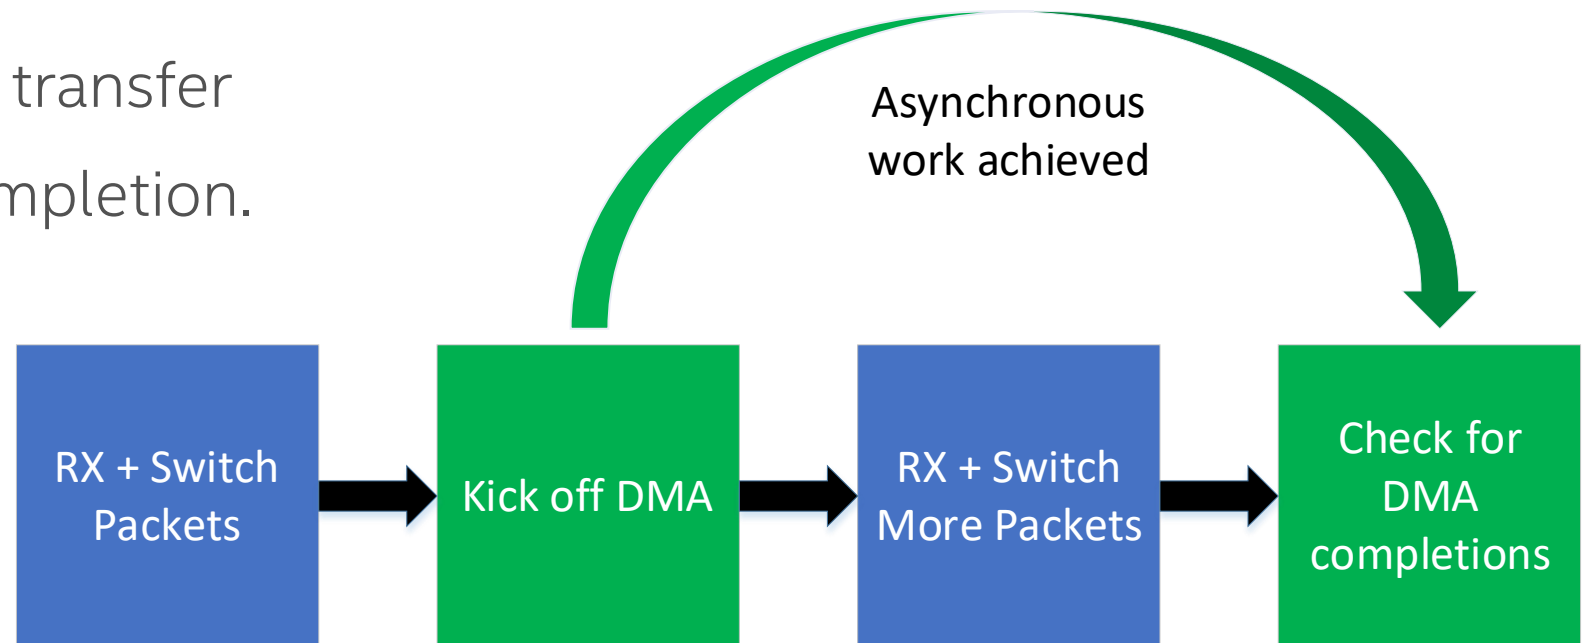 transfer
mpletion.
Asynchronous
work achieved
RX + Switch
Packets
Kick off DMA
RX + Switch
More Packets
Check for
DMA
completions